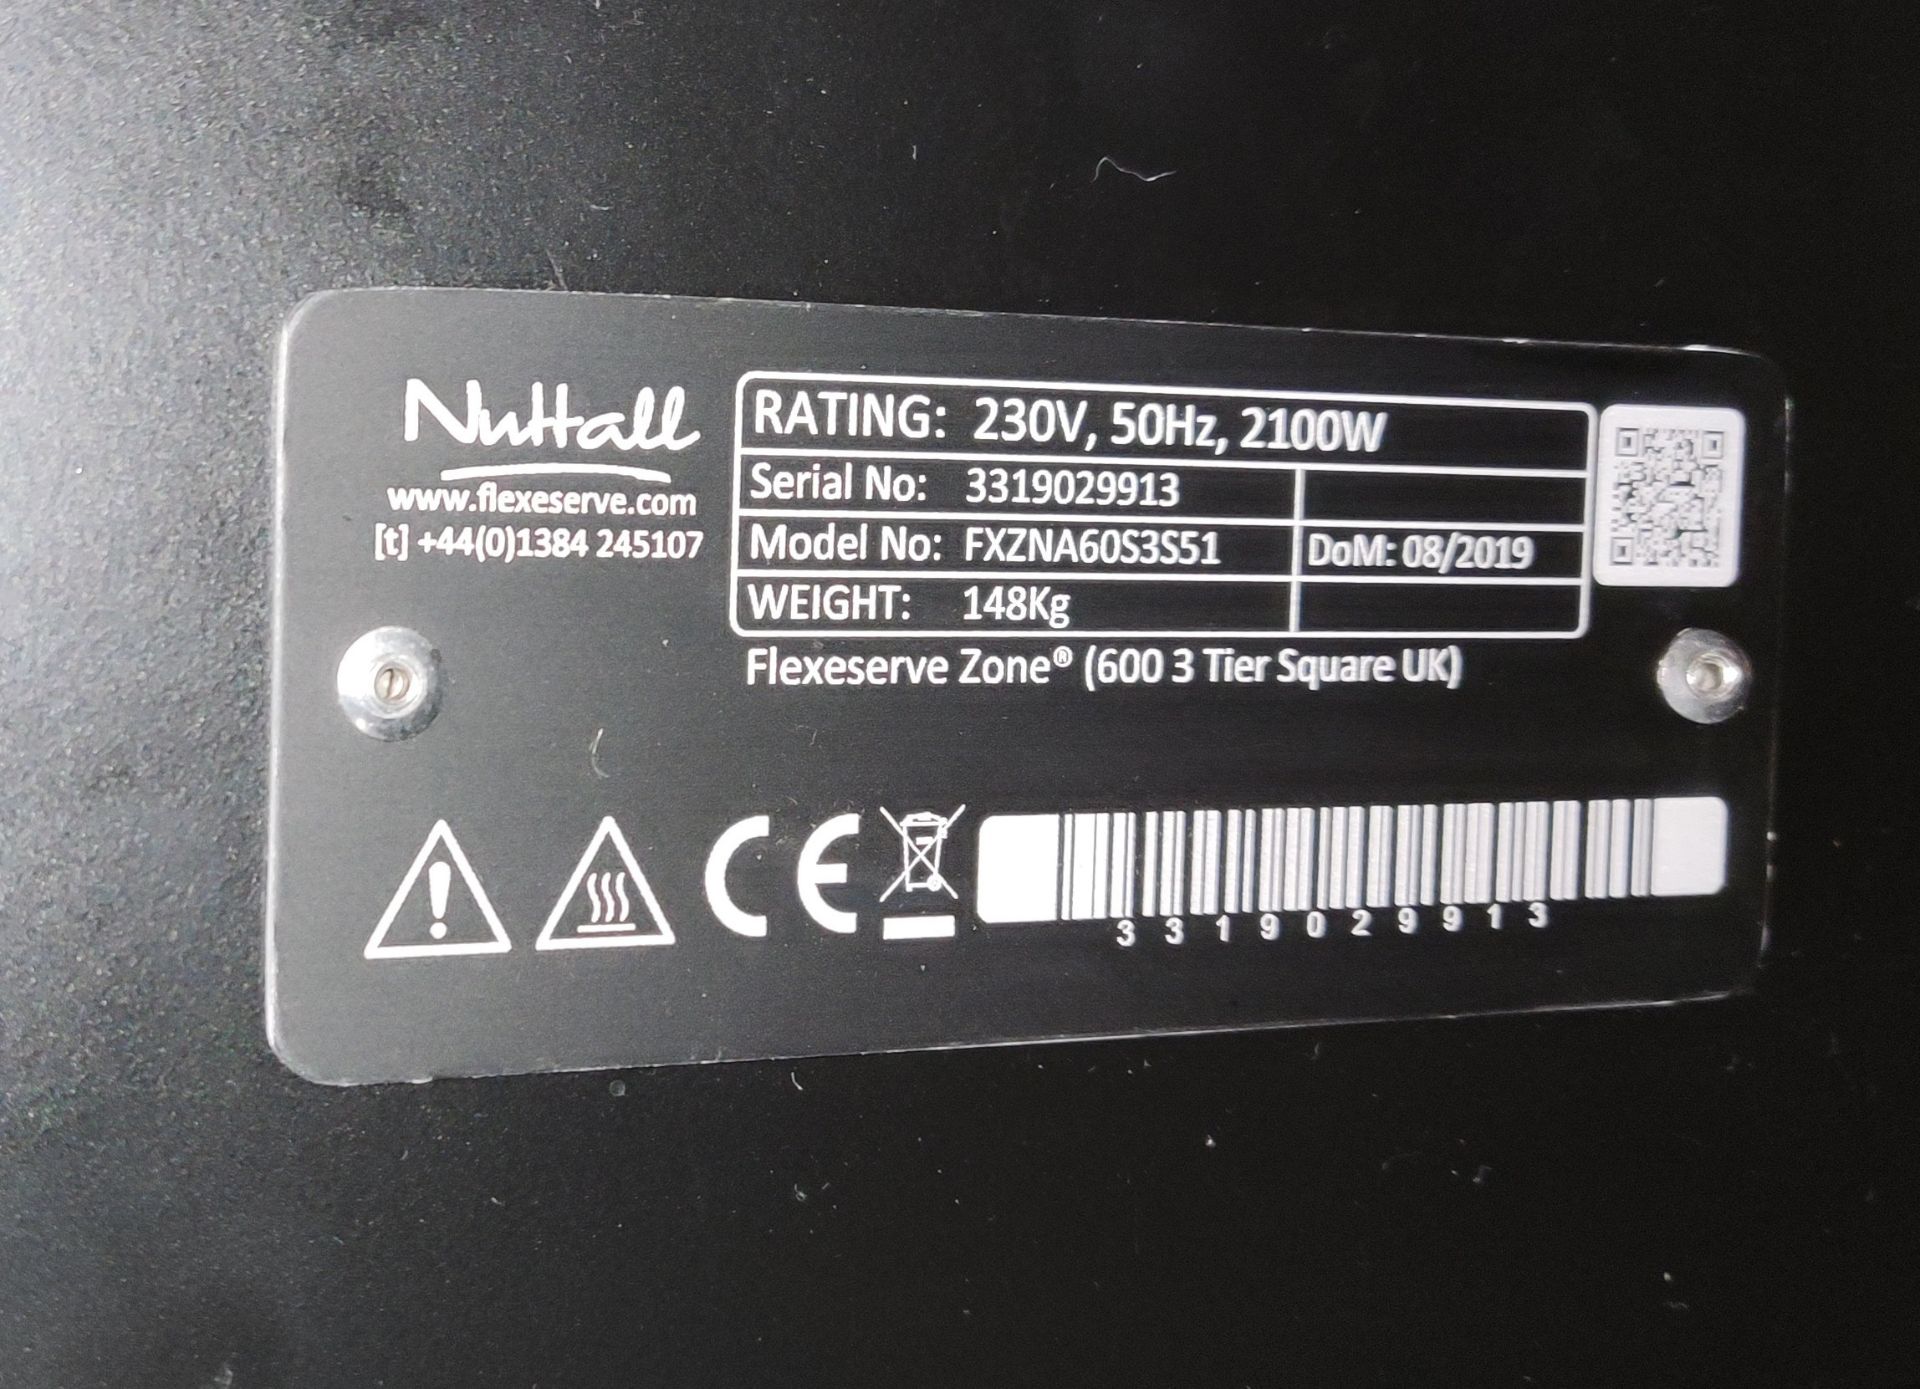 Nuttall
www.flexeserve.com
[t] +44(0)1384 245107
RATING: 230V, 50Hz, 2100W
Serial No: 3319029913
Model No: FXZNA60S3S51 DoM: 08/2019
WEIGHT: 148Kg
Flexeserve Zone® (600 3 Tier Square UK)
CE
3319029913